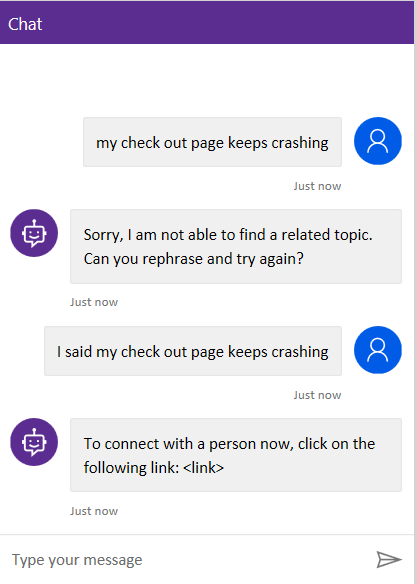 Chat
my check out page keeps crashing
Just now
Sorry, I am not able to find a related topic.
Can you rephrase and try again?
Just now
I said my check out page keeps crashing
Just now
To connect with a person now, click on the
following link: <link>
Just now
Type your message